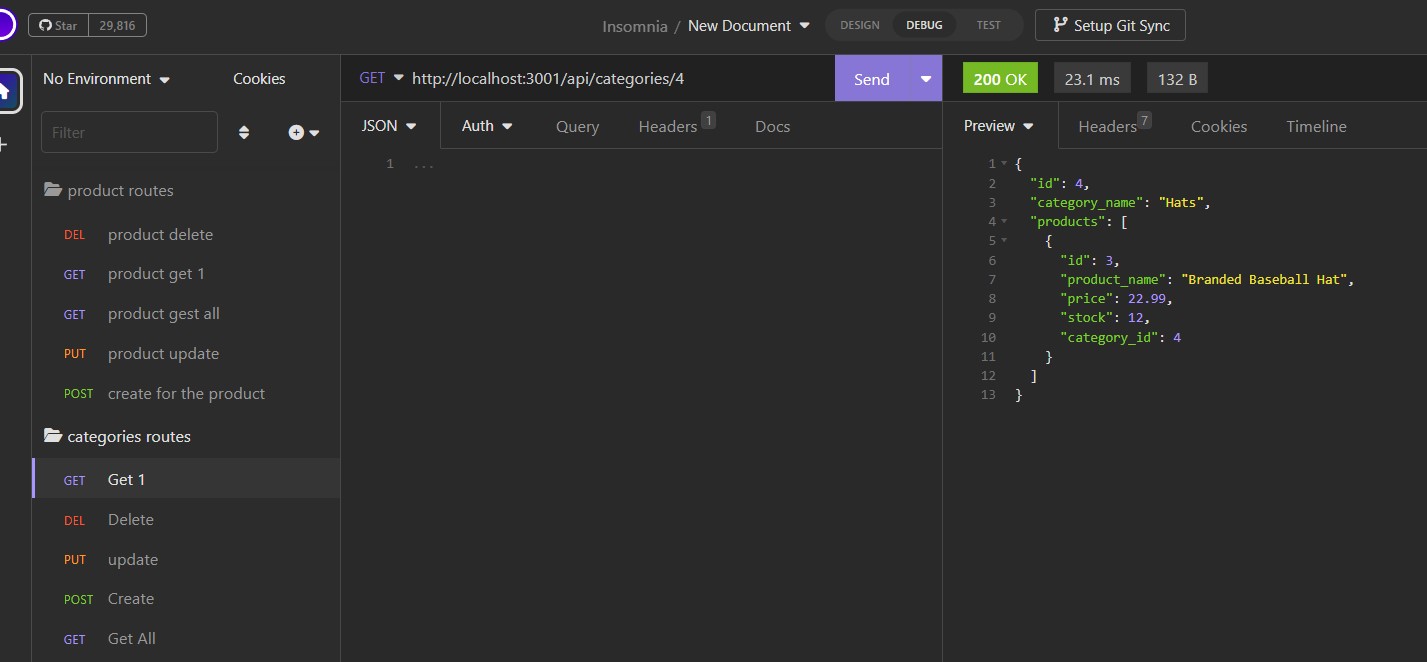 Star 29,816 Insomnia / New Document DESIGN DEBUG TEST Setup Git Sync
No Environment Cookies
Filter
product routes
DEL product delete
GET product get 1
GET product gest all
PUT product update
POST create for the product
categories routes
GET Get 1
DEL Delete
PUT update
POST Create
GET Get All
GET http://localhost:3001/api/categories/4 Send
JSON Auth Query Headers 1 Docs
1 ...
200 OK 23.1 ms 132 B
Preview Headers 7 Cookies Timeline
1 {
2 "id": 4,
3 "category_name": "Hats",
4 "products": [
5 {
6 "id": 3,
7 "product_name": "Branded Baseball Hat",
8 "price": 22.99,
9 "stock": 12,
10 "category_id": 4
11 }
12 ]
13 }